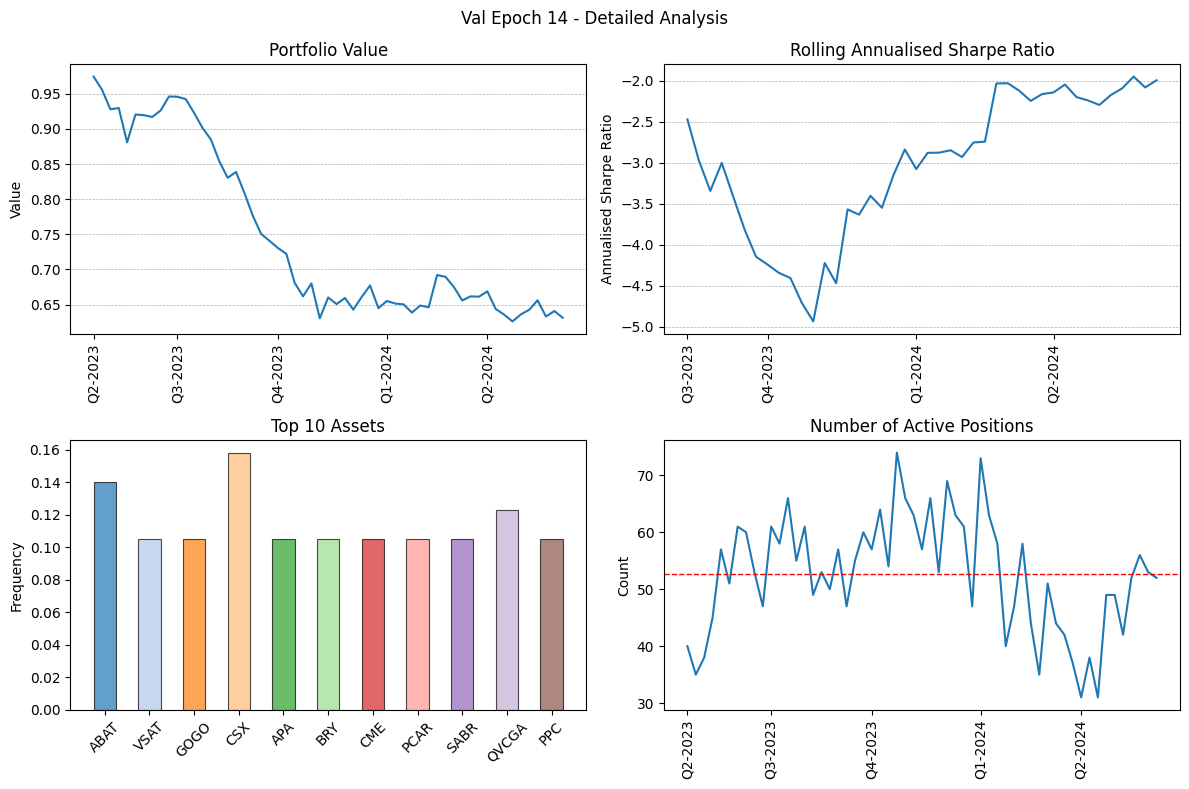 Val Epoch 14 - Detailed Analysis
Portfolio Value
Value
0.95
0.90
0.85
0.80
0.75
0.70
0.65
Q2-2023
Q3-2023
Q4-2023
Q1-2024
Q2-2024
Rolling Annualised Sharpe Ratio
Annualised Sharpe Ratio
−2.0
−2.5
−3.0
−3.5
−4.0
−4.5
−5.0
Q3-2023
Q4-2023
Q1-2024
Q2-2024
Top 10 Assets
Frequency
0.16
0.14
0.12
0.10
0.08
0.06
0.04
0.02
0.00
ABAT
VSAT
GOGO
CSX
APA
BRY
CME
PCAR
SABR
QVCGA
PPC
Number of Active Positions
Count
70
60
50
40
30
Q2-2023
Q3-2023
Q4-2023
Q1-2024
Q2-2024